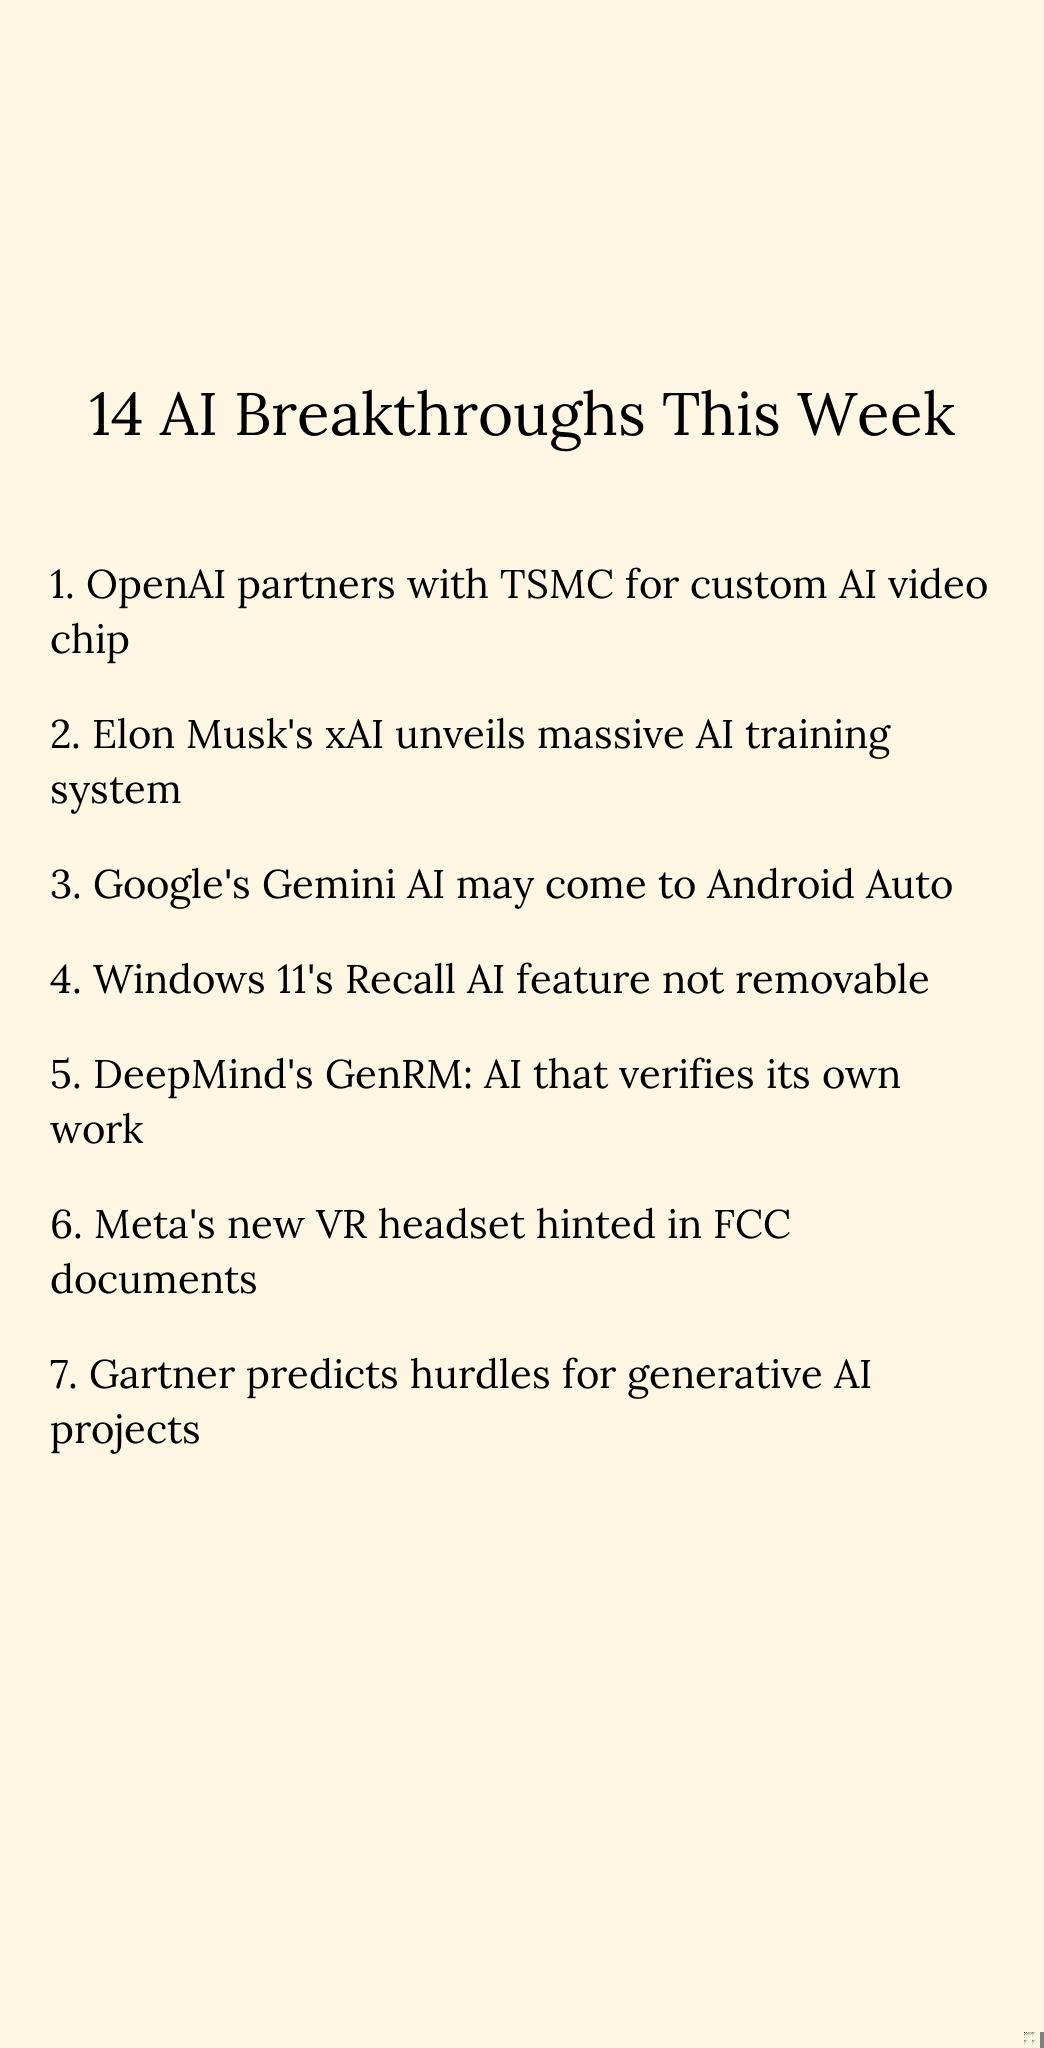 14 AI Breakthroughs This Week
1. OpenAI partners with TSMC for custom AI video
chip
2. Elon Musk's xAI unveils massive AI training
system
3. Google's Gemini AI may come to Android Auto
4. Windows 11's Recall AI feature not removable
5. DeepMind's GenRM: AI that verifies its own
work
6. Meta's new VR headset hinted in FCC
documents
7. Gartner predicts hurdles for generative AI
projects